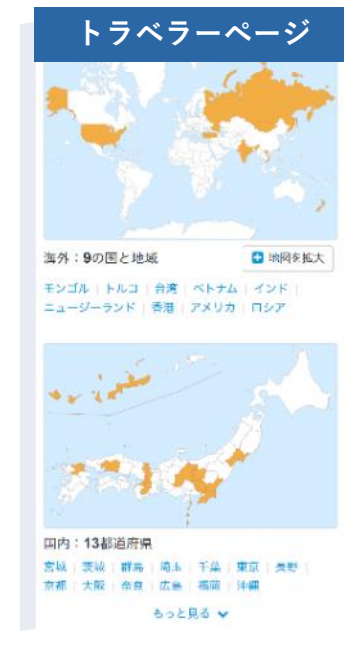 トラベラーページ
海外：9の国と地域
地図を拡大
モンゴル | トルコ | 台湾 | ベトナム | インド |
ニュージーランド | 香港 | アメリカ | ロシア
国内：13都道府県
宮城 | 茨城 | 群馬 | 埼玉 | 千葉 | 東京 | 長野 |
京都 | 大阪 | 奈良 | 広島 | 福岡 | 沖縄
もっと見る